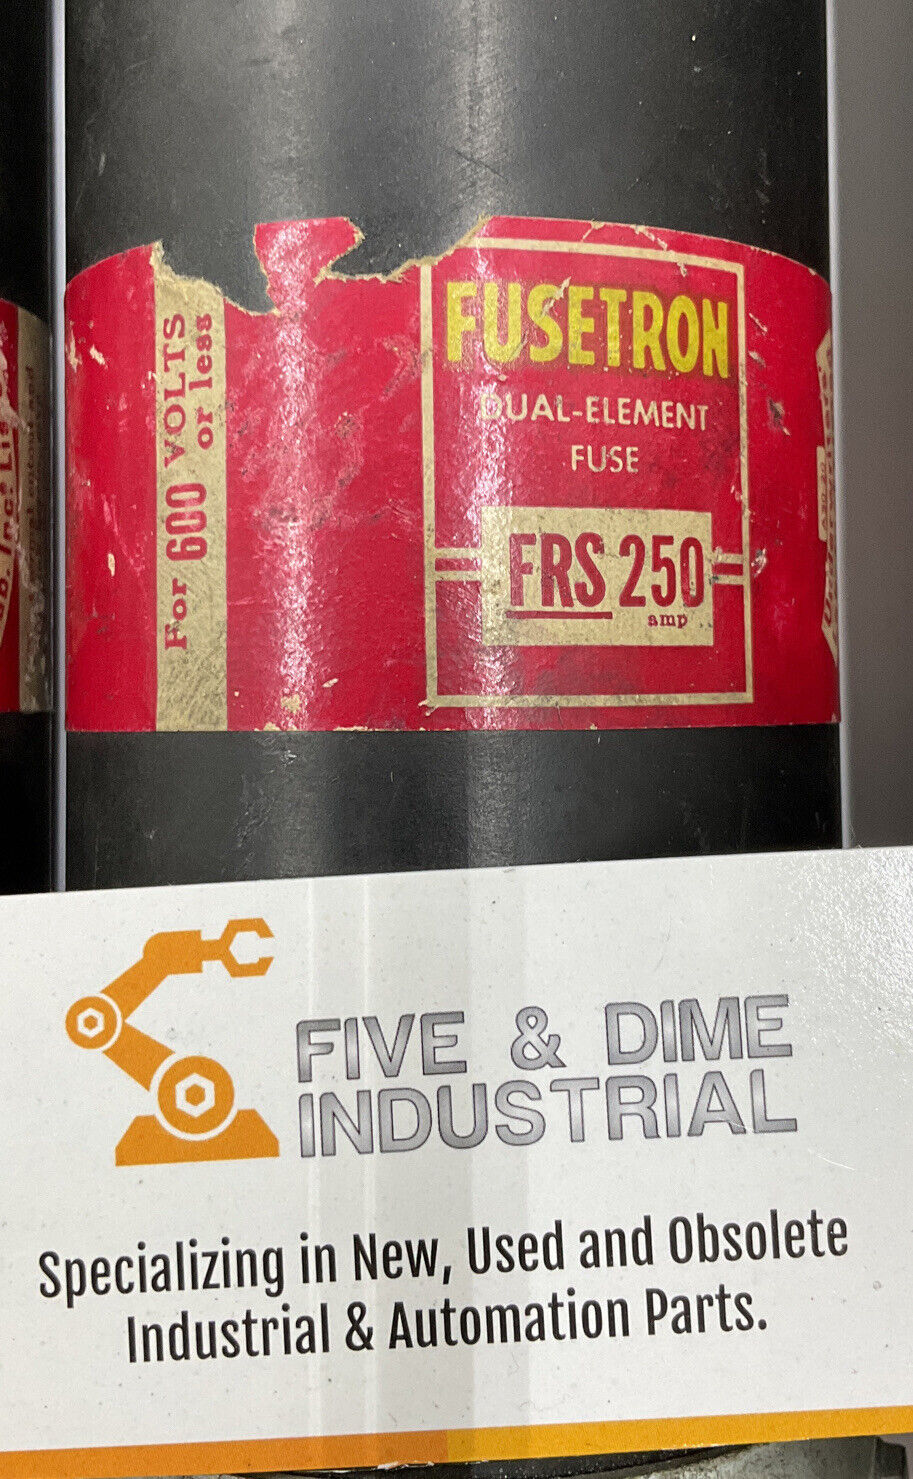 For 600 VOLTS
or less
FUSETRON
DUAL-ELEMENT
FUSE
FRS 250
amp
FIVE & DIME
INDUSTRIAL
Specializing in New, Used and Obsolete
Industrial & Automation Parts.